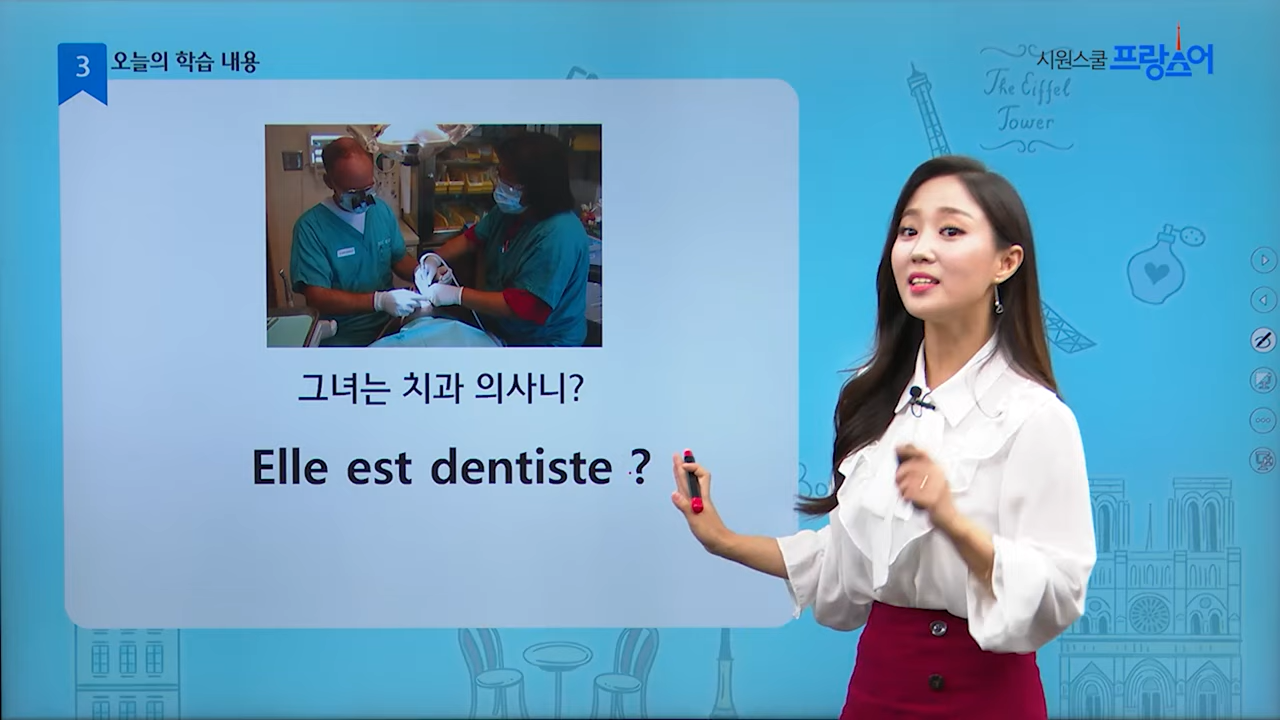 3 오늘의 학습 내용
시원스쿨 프랑스어
The Eiffel
Tower
그녀는 치과 의사니?
Elle est dentiste ?